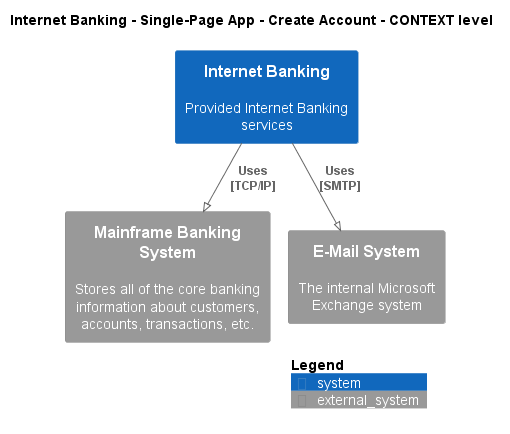 Internet Banking - Single-Page App - Create Account - CONTEXT level
Internet Banking
Provided Internet Banking
services
Uses
[TCP/IP]
Uses
[SMTP]
Mainframe Banking
System
Stores all of the core banking
information about customers,
accounts, transactions, etc.
E-Mail System
The internal Microsoft
Exchange system
Legend
system
external_system